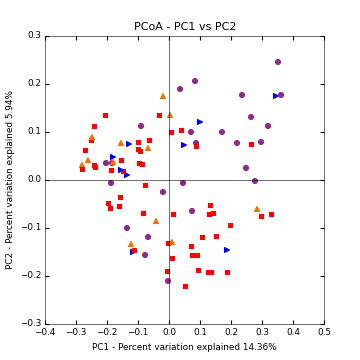 PCoA - PC1 vs PC2
PC2 - Percent variation explained 5.94%
0.3
0.2
0.1
0.0
−0.1
−0.2
−0.3
−0.4 −0.3 −0.2 −0.1 0.0 0.1 0.2 0.3 0.4 0.5
PC1 - Percent variation explained 14.36%